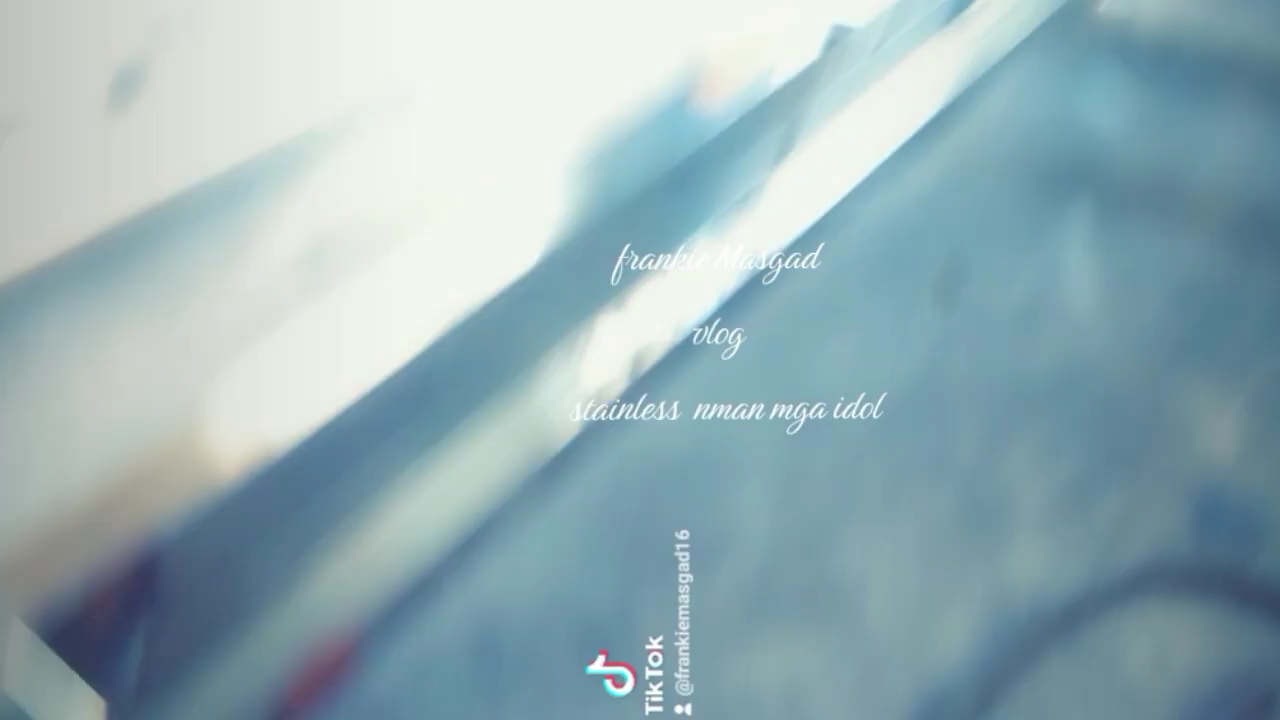 frankie Masgad
vlog
stainless nman mga idol
TikTok
@frankiemasgad16